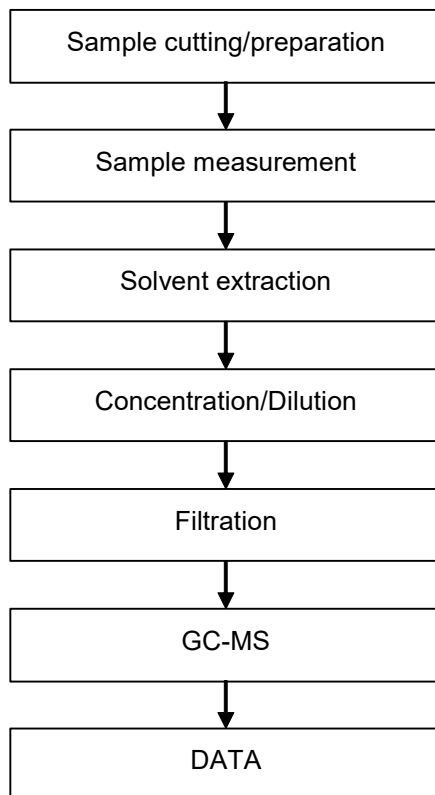 Sample cutting/preparation
Sample measurement
Solvent extraction
Concentration/Dilution
Filtration
GC-MS
DATA